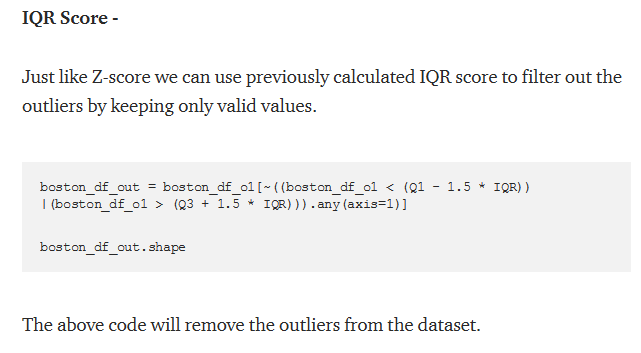 IQR Score -
Just like Z-score we can use previously calculated IQR score to filter out the
outliers by keeping only valid values.
boston_df_out = boston_df_o1[~((boston_df_o1 < (Q1 - 1.5 * IQR))
|(boston_df_o1 > (Q3 + 1.5 * IQR))).any(axis=1)]
boston_df_out.shape
The above code will remove the outliers from the dataset.